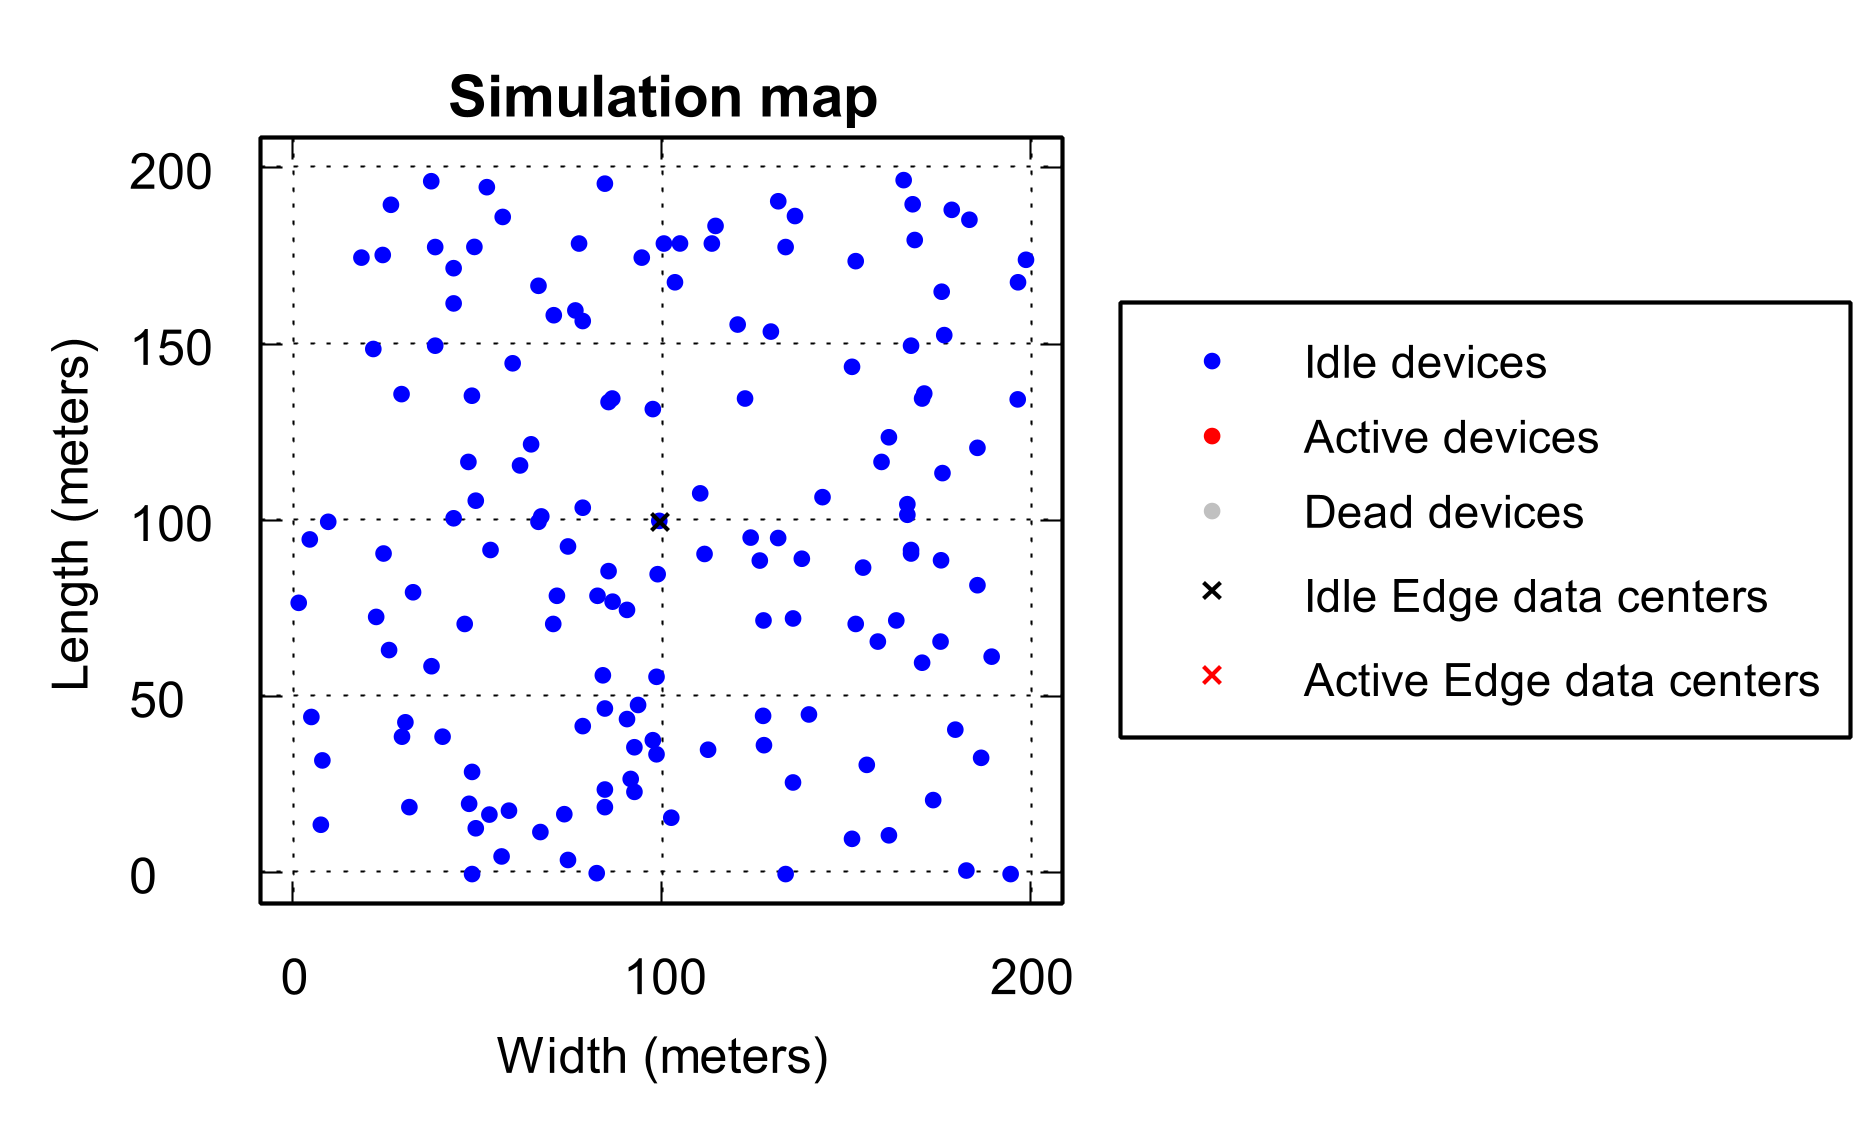 Simulation map
200
150
100
50
0
Length (meters)
0 100 200
Width (meters)
Idle devices
Active devices
Dead devices
Idle Edge data centers
Active Edge data centers